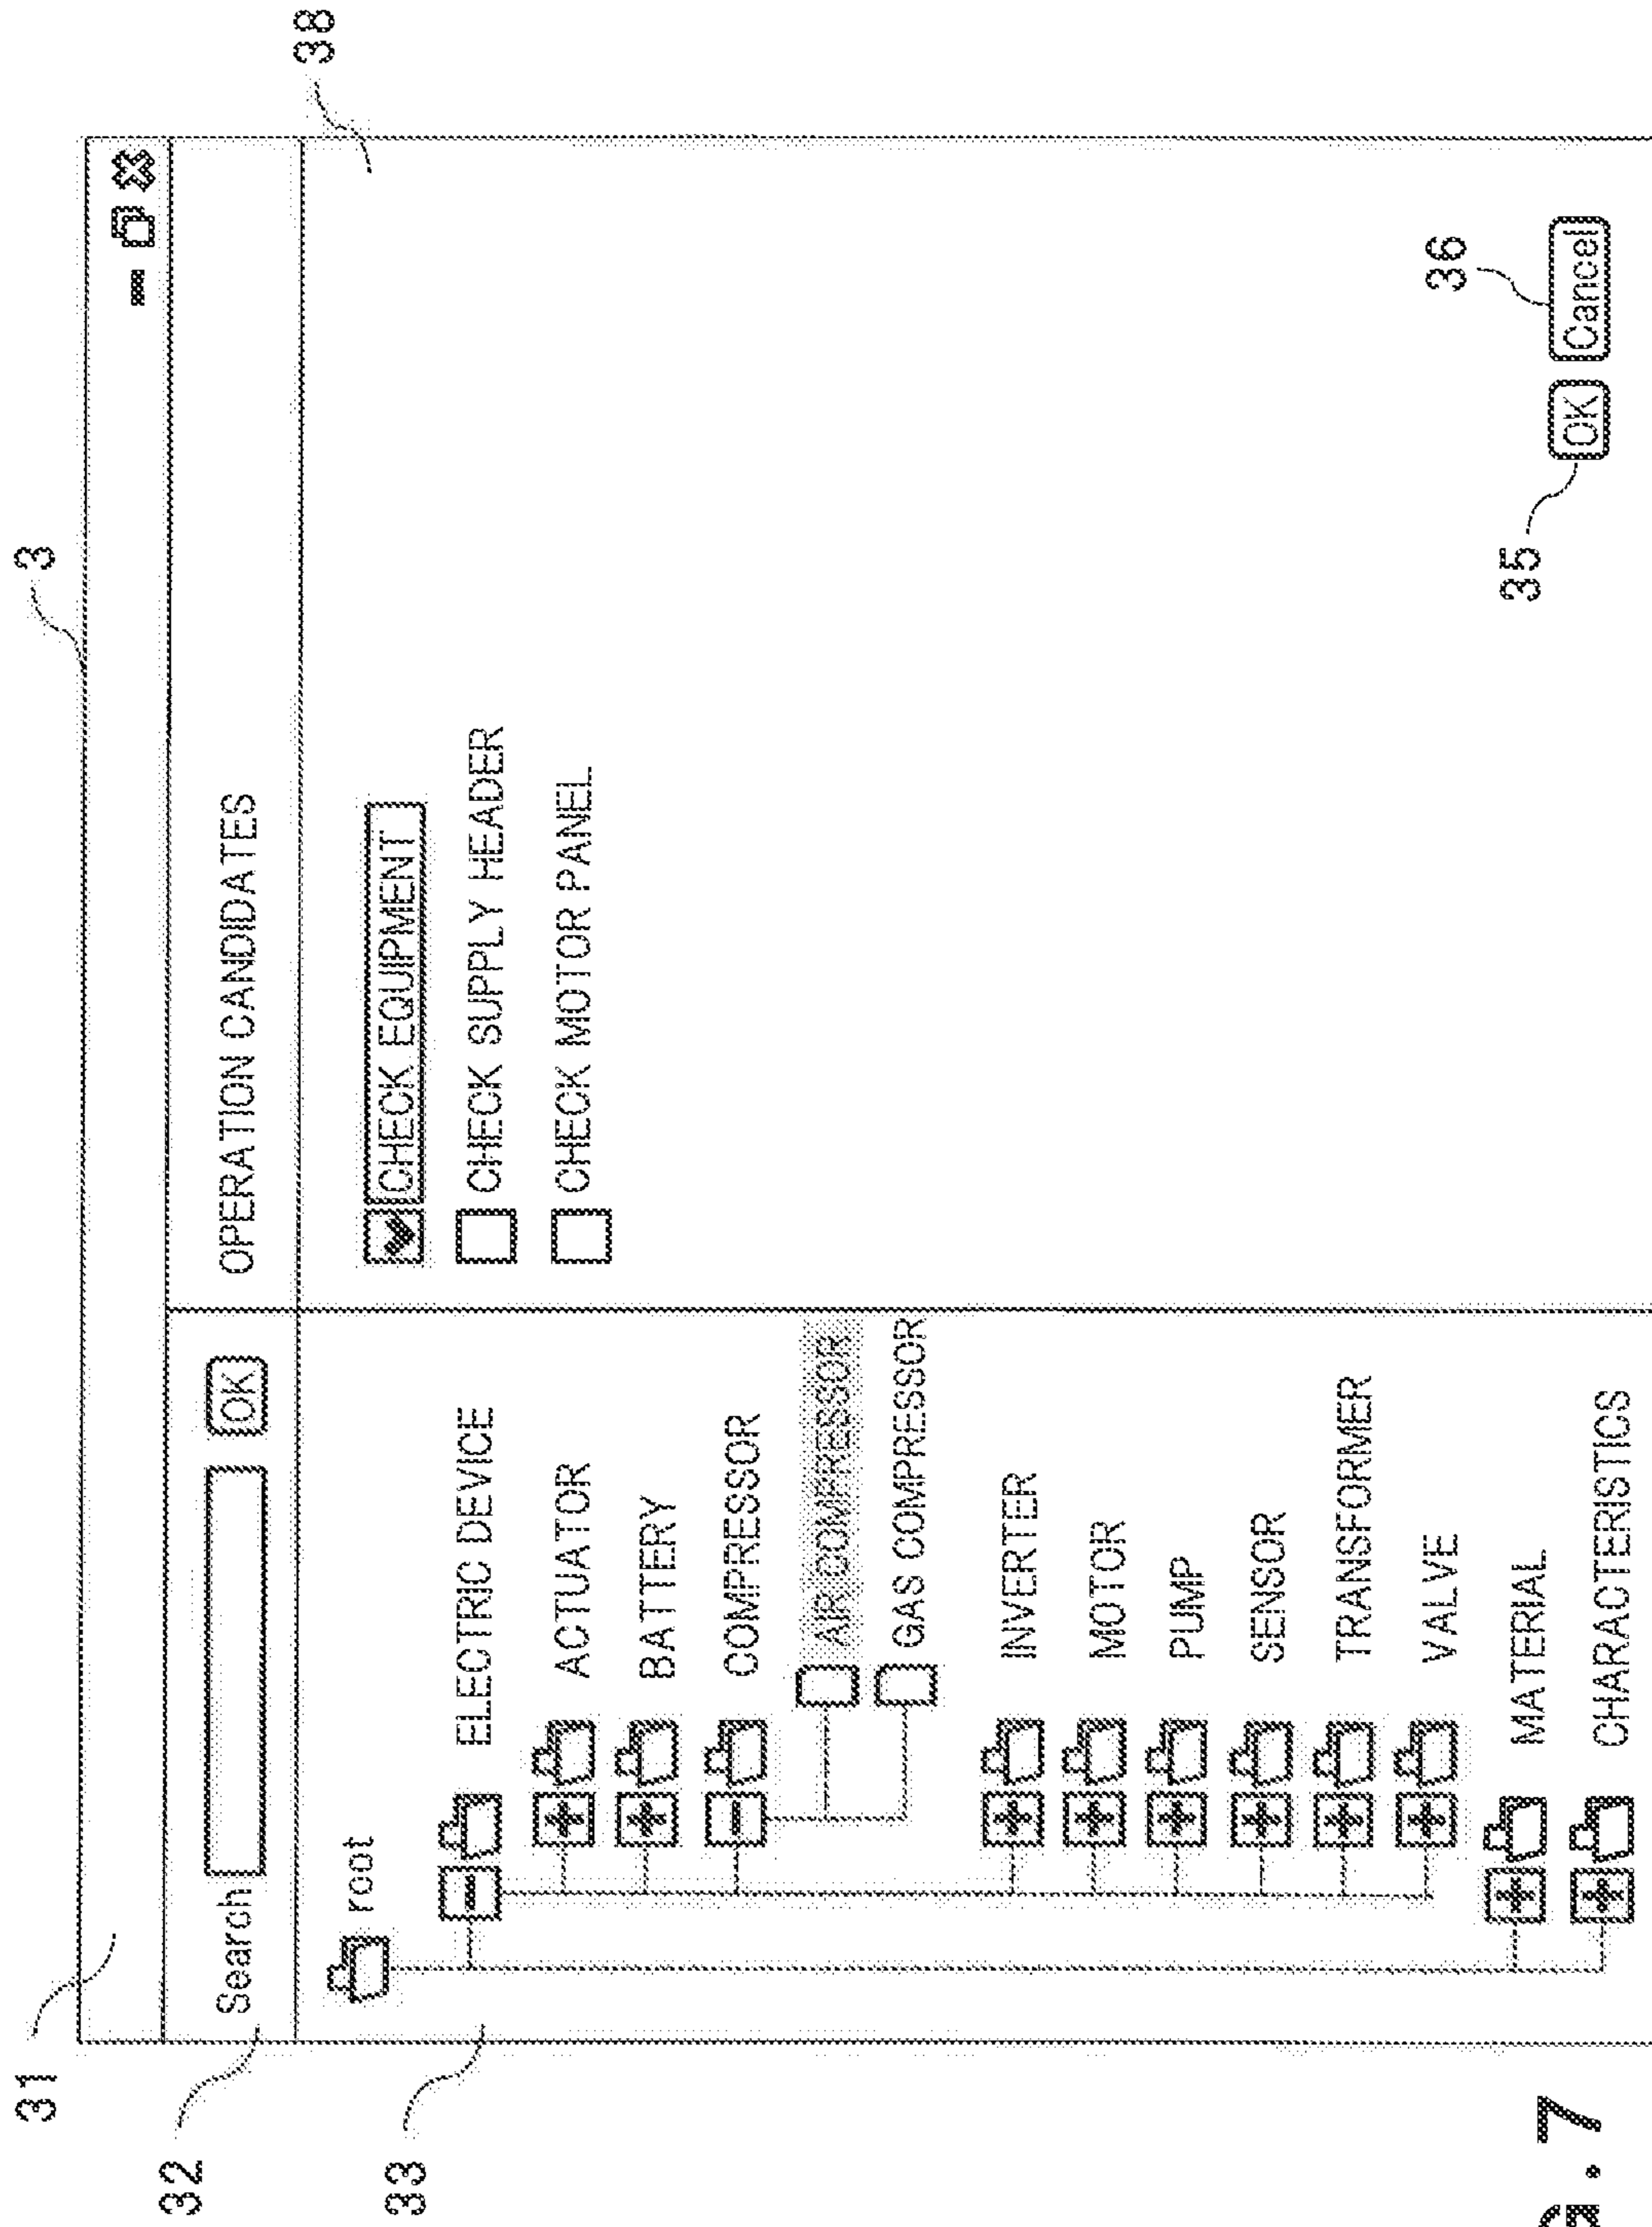 3
31
32
33
38
Search OK
OPERATION CANDIDATES
root
ELECTRIC DEVICE
ACTUATOR
BATTERY
COMPRESSOR
AIR COMPRESSOR
GAS COMPRESSOR
INVERTER
MOTOR
PUMP
SENSOR
TRANSFORMER
VALVE
MATERIAL
CHARACTERISTICS
CHECK EQUIPMENT
CHECK SUPPLY HEADER
CHECK MOTOR PANEL
35
36
OK Cancel
G. 7